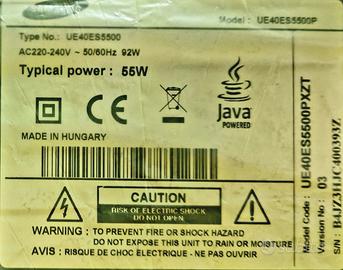 SAMSUNG
Model : UE40ES5500P
Type No. : UE40ES5500
AC220-240V ~ 50/60Hz 92W
Typical power : 55W
Java
POWERED
MADE IN HUNGARY
CAUTION
RISK OF ELECTRIC SHOCK
DO NOT OPEN
WARNING : TO PREVENT FIRE OR SHOCK HAZARD
DO NOT EXPOSE THIS UNIT TO RAIN OR MOISTURE
AVIS : RISQUE DE CHOC ÉLECTRIQUE - NE PAS OUVRIR
Model Code : UE40ES5500PXZT
Version No : 03